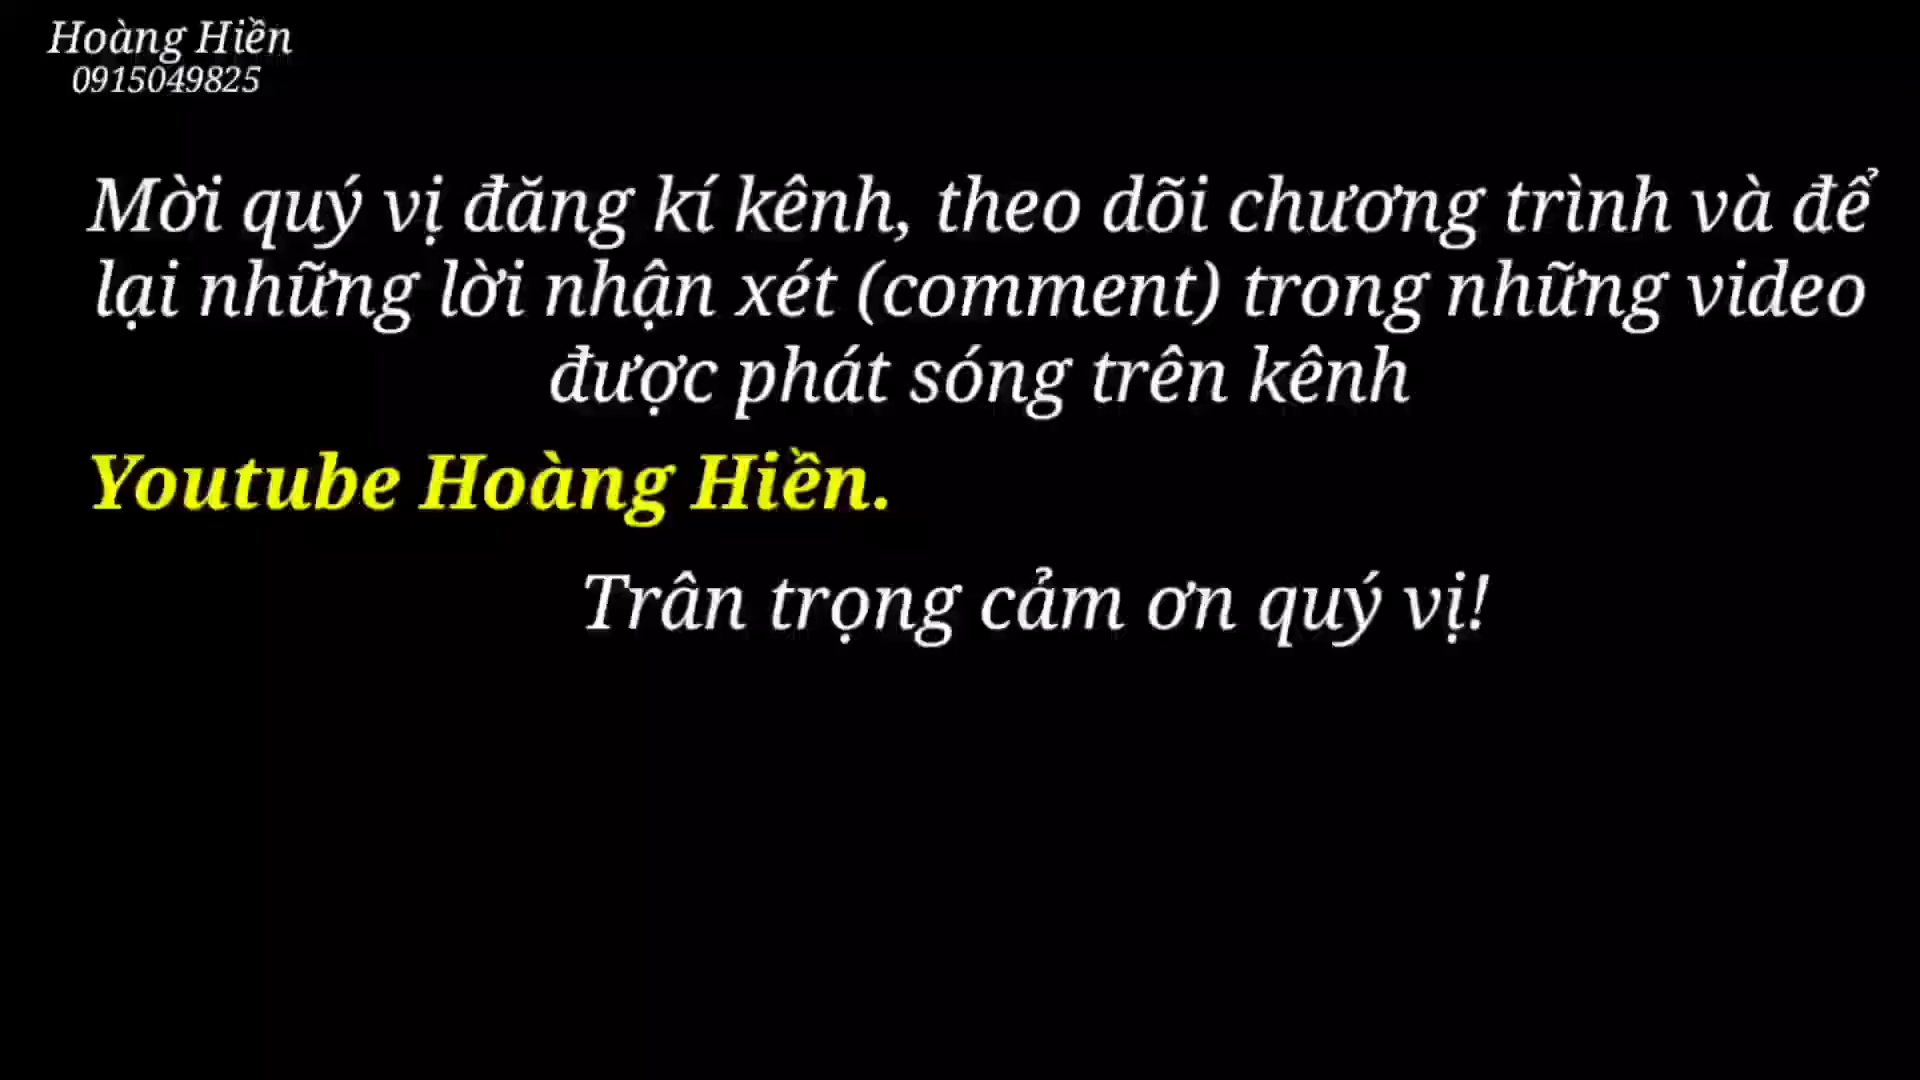 Hoàng Hiền
0915049825
Mời quý vị đăng kí kênh, theo dõi chương trình và để
lại những lời nhận xét (comment) trong những video
được phát sóng trên kênh
Youtube Hoàng Hiền.
Trân trọng cảm ơn quý vị!